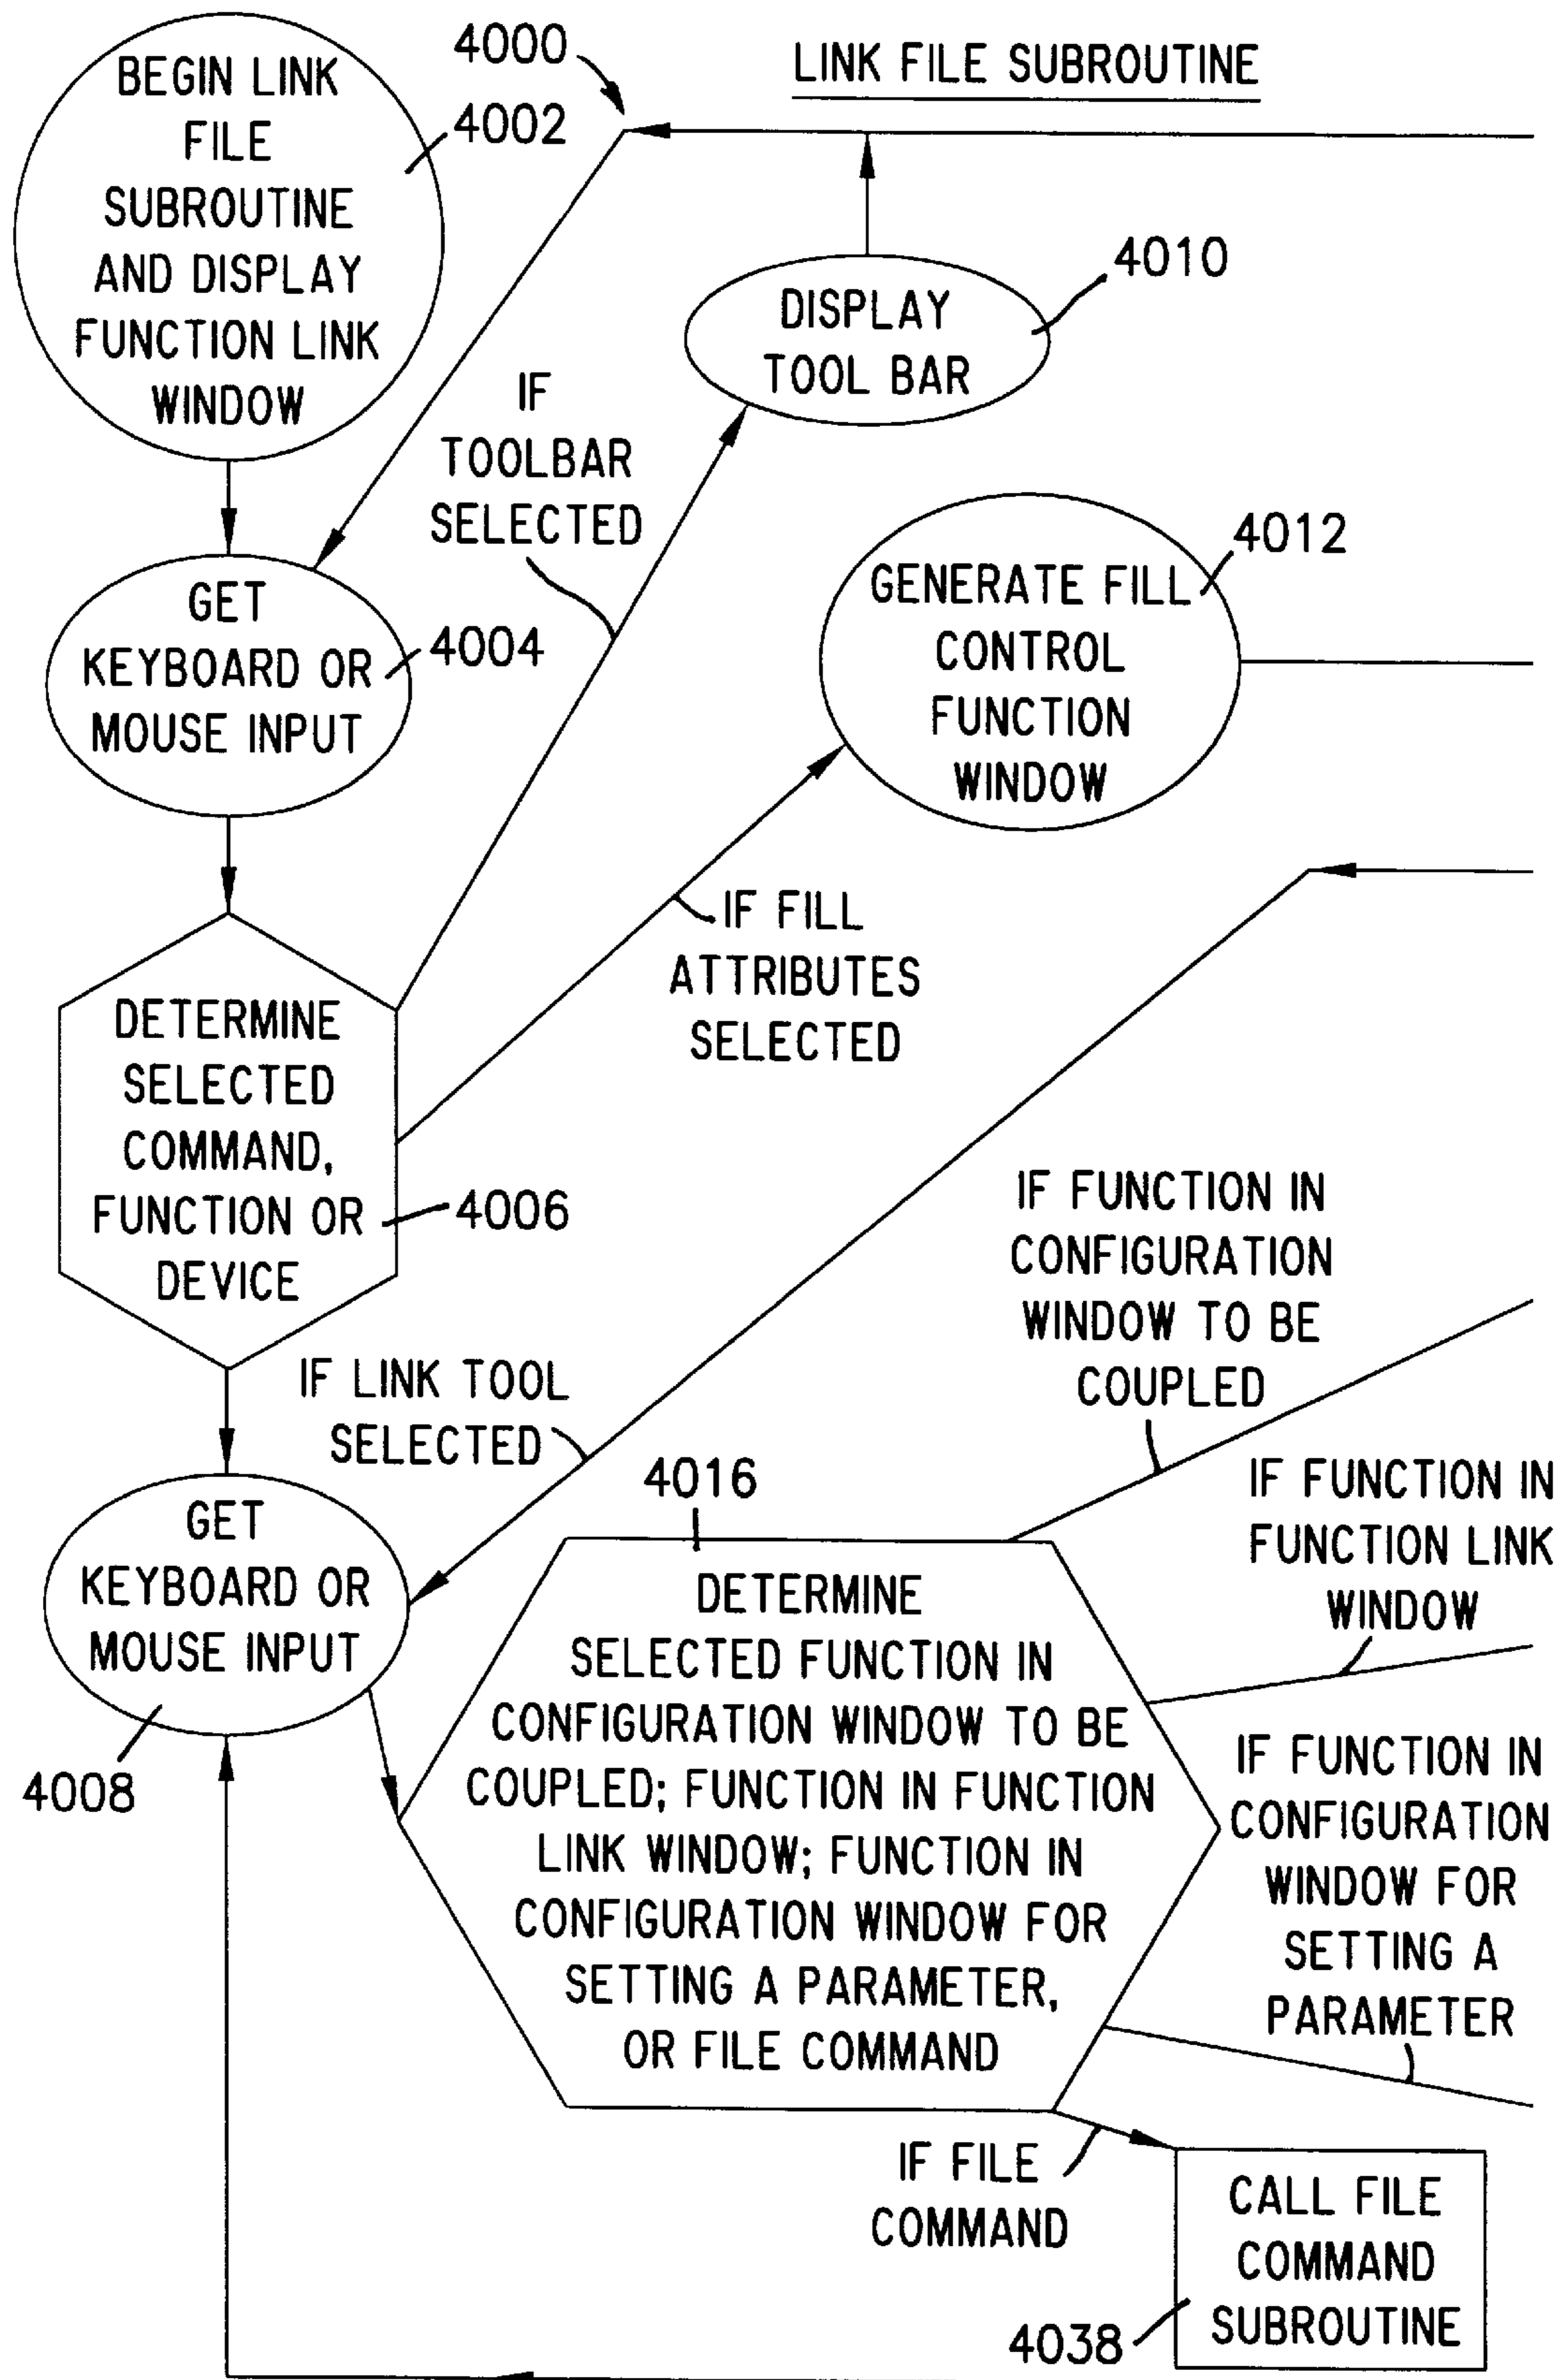 LINK FILE SUBROUTINE
4000
BEGIN LINK
FILE
SUBROUTINE
AND DISPLAY
FUNCTION LINK
WINDOW
4002
DISPLAY
TOOL BAR
4010
IF
TOOLBAR
SELECTED
GET
KEYBOARD OR
MOUSE INPUT
4004
GENERATE FILL
CONTROL
FUNCTION
WINDOW
4012
IF FILL
ATTRIBUTES
SELECTED
DETERMINE
SELECTED
COMMAND,
FUNCTION OR
DEVICE
4006
IF LINK TOOL
SELECTED
IF FUNCTION IN
CONFIGURATION
WINDOW TO BE
COUPLED
GET
KEYBOARD OR
MOUSE INPUT
4008
4016
DETERMINE
SELECTED FUNCTION IN
CONFIGURATION WINDOW TO BE
COUPLED; FUNCTION IN FUNCTION
LINK WINDOW; FUNCTION IN
CONFIGURATION WINDOW FOR
SETTING A PARAMETER,
OR FILE COMMAND
IF FUNCTION IN
FUNCTION LINK
WINDOW
IF FUNCTION IN
CONFIGURATION
WINDOW FOR
SETTING A
PARAMETER
IF FILE
COMMAND
CALL FILE
COMMAND
SUBROUTINE
4038